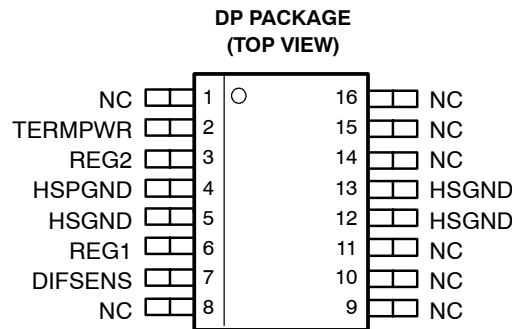 DP PACKAGE
(TOP VIEW)
NC 1 16 NC
TERMPWR 2 15 NC
REG2 3 14 NC
HSPGND 4 13 HSGND
HSGND 5 12 HSGND
REG1 6 11 NC
DIFSENS 7 10 NC
NC 8 9 NC